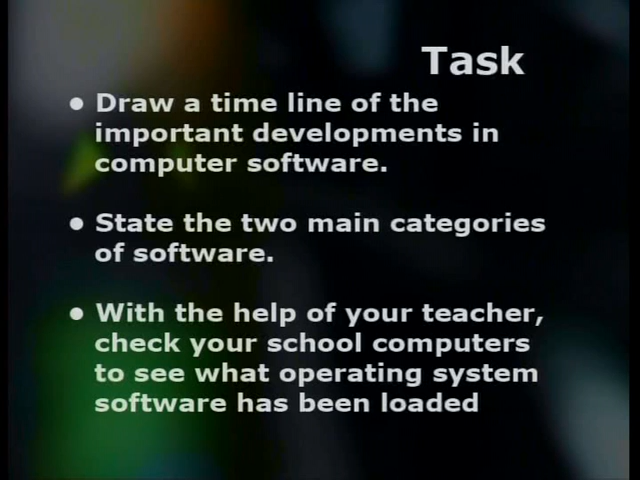 Task
• Draw a time line of the
important developments in
computer software.
• State the two main categories
of software.
• With the help of your teacher,
check your school computers
to see what operating system
software has been loaded